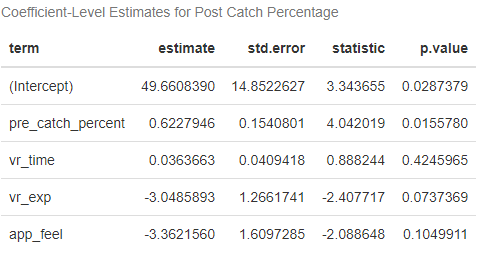 Coefficient-Level Estimates for Post Catch Percentage
term estimate std.error statistic p.value
(Intercept) 49.6608390 14.8522627 3.343655 0.0287379
pre_catch_percent 0.6227946 0.1540801 4.042019 0.0155780
vr_time 0.0363663 0.0409418 0.888244 0.4245965
vr_exp -3.0485893 1.2661741 -2.407717 0.0737369
app_feel -3.3621560 1.6097285 -2.088648 0.1049911